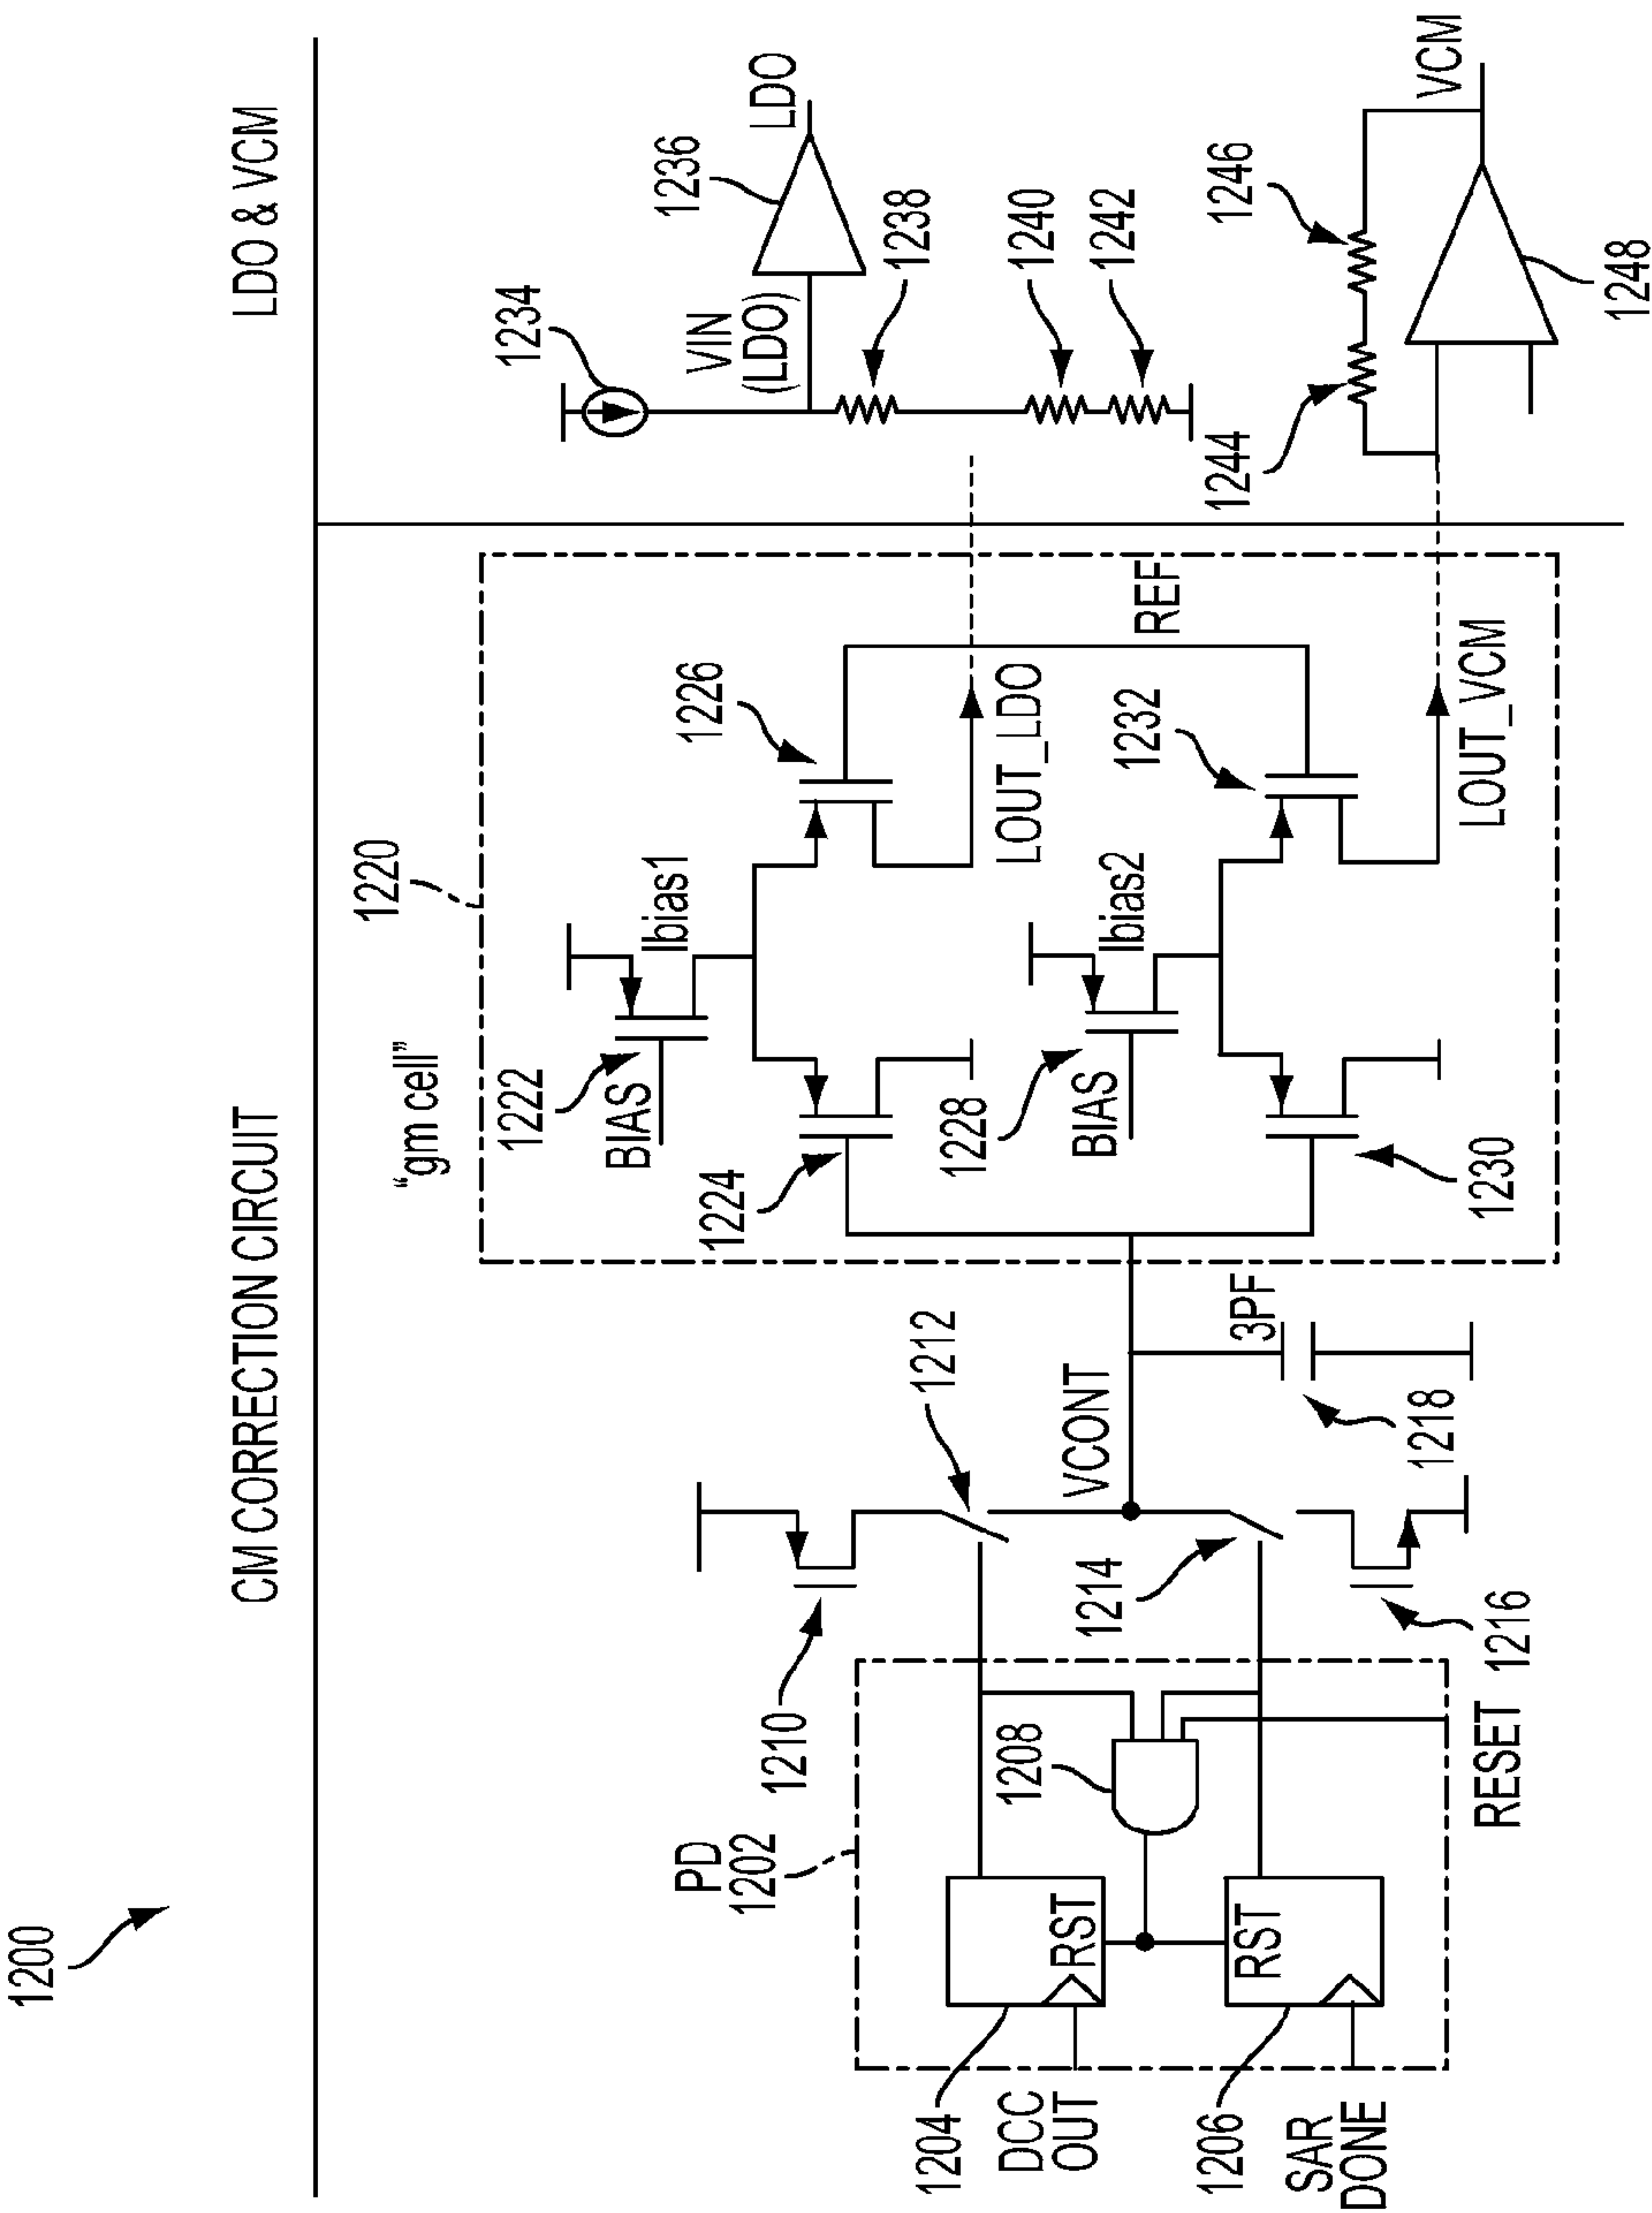 1200
CM CORRECTION CIRCUIT
LDO & VCM
"gm cell"
1220
1222
BIAS
Ibias1
1226
1224
LOUT_LDO
1228
BIAS
Ibias2
1232
REF
1230
LOUT_VCM
PD
1202
1204
DCC
OUT
RST
1206
SAR
DONE
RST
1208
RESET
1210
1212
VCONT
1214
1216
3PF
1218
1234
VIN
(LDO)
1236
LDO
1238
1240
1242
1244
1246
VCM
1248